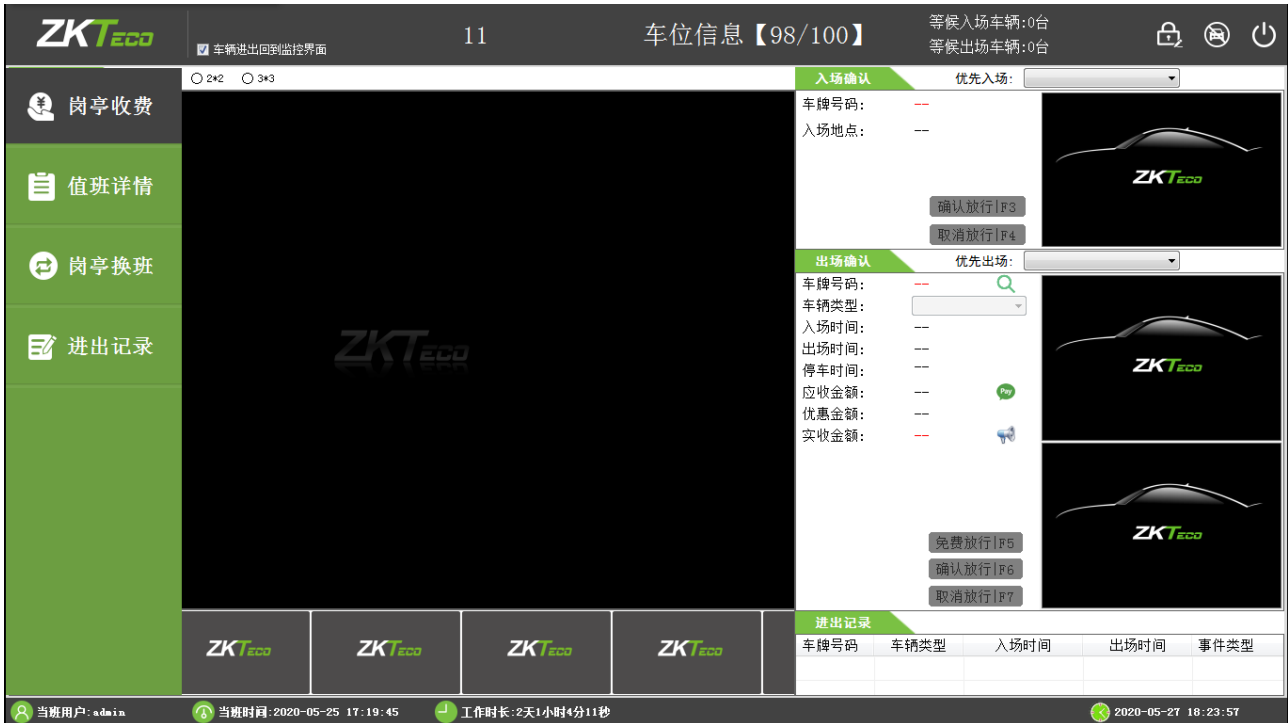 ZKTeco
车辆进出回到监控界面
11
车位信息【98/100】
等候入场车辆:0台
等候出场车辆:0台
岗亭收费
值班详情
岗亭换班
进出记录
2*2 3*3
ZKTeco
ZKTeco
ZKTeco
ZKTeco
ZKTeco
入场确认 优先入场:
车牌号码: --
入场地点: --
确认放行|F3
取消放行|F4
ZKTeco
出场确认 优先出场:
车牌号码: --
车辆类型:
入场时间: --
出场时间: --
停车时间: --
应收金额: -- Pay
优惠金额: --
实收金额: --
免费放行|F5
确认放行|F6
取消放行|F7
ZKTeco
ZKTeco
进出记录
车牌号码 车辆类型 入场时间 出场时间 事件类型
当班用户:admin 当班时间:2020-05-25 17:19:45 工作时长:2天1小时4分11秒 2020-05-27 18:23:57